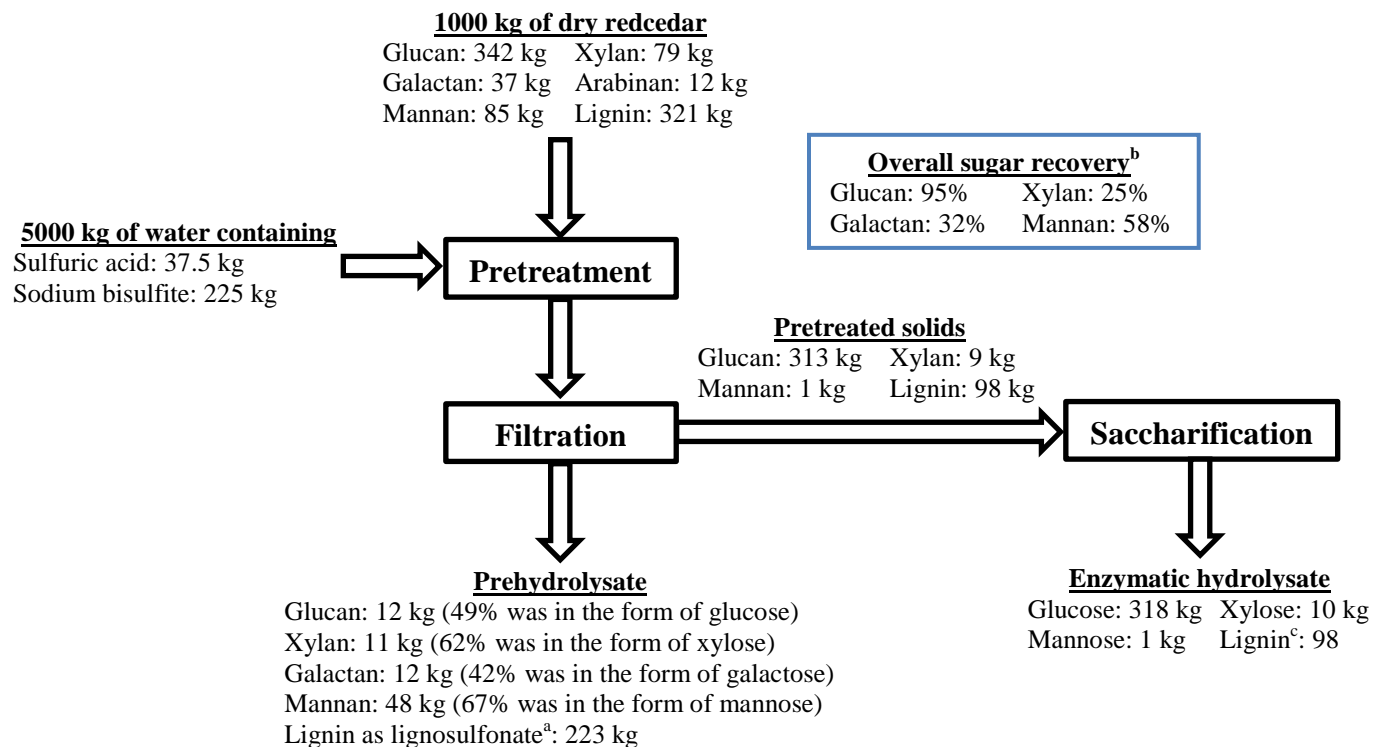 1000 kg of dry redcedar
Glucan: 342 kg Xylan: 79 kg
Galactan: 37 kg Arabinan: 12 kg
Mannan: 85 kg Lignin: 321 kg
Overall sugar recoveryᵇ
Glucan: 95% Xylan: 25%
Galactan: 32% Mannan: 58%
5000 kg of water containing
Sulfuric acid: 37.5 kg
Sodium bisulfite: 225 kg
Pretreatment
Pretreated solids
Glucan: 313 kg Xylan: 9 kg
Mannan: 1 kg Lignin: 98 kg
Filtration
Saccharification
Prehydrolysate
Glucan: 12 kg (49% was in the form of glucose)
Xylan: 11 kg (62% was in the form of xylose)
Galactan: 12 kg (42% was in the form of galactose)
Mannan: 48 kg (67% was in the form of mannose)
Lignin as lignosulfonateᵃ: 223 kg
Enzymatic hydrolysate
Glucose: 318 kg Xylose: 10 kg
Mannose: 1 kg Ligninᶜ: 98